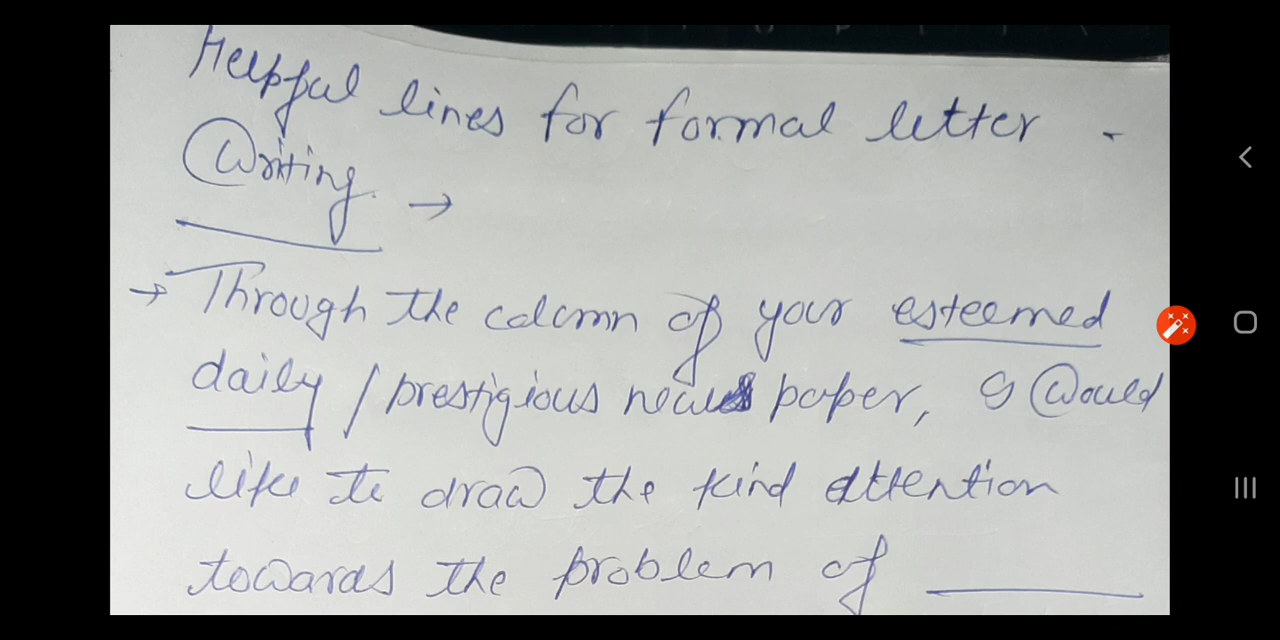 Helpful lines for formal letter -
Writing →
→ Through the column of your esteemed
daily / prestigious news paper, I would
like to draw the kind attention
towards the problem of ______